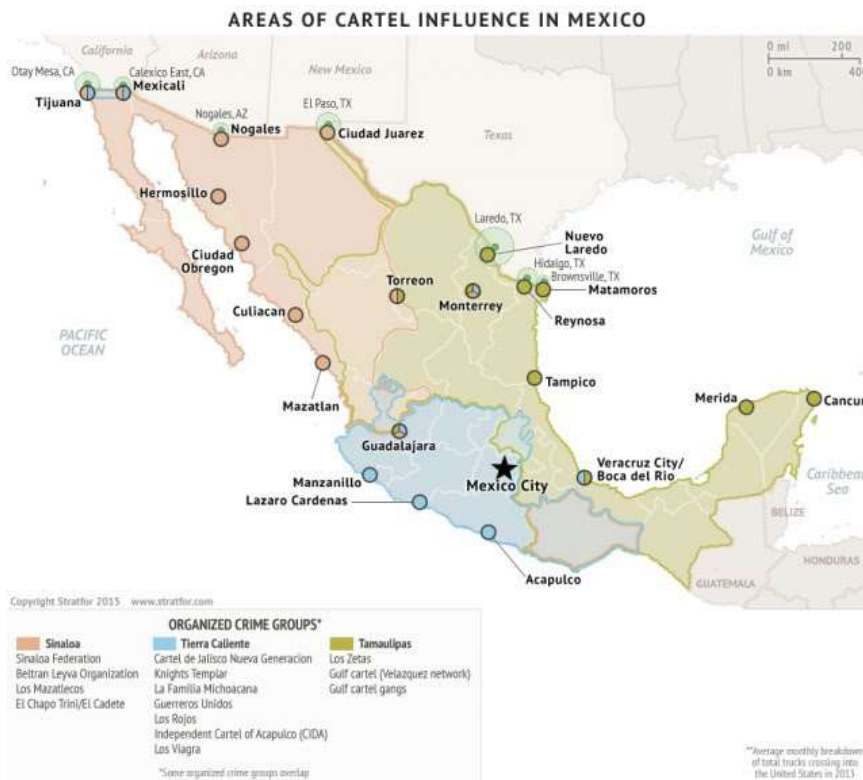 AREAS OF CARTEL INFLUENCE IN MEXICO
California
Arizona
New Mexico
Texas
0 mi 200
0 km 40
Otay Mesa, CA
Calexico East, CA
Tijuana
Mexicali
Nogales, AZ
Nogales
El Paso, TX
Ciudad Juarez
Hermosillo
Ciudad
Obregon
Laredo, TX
Nuevo
Laredo
Gulf of
Mexico
Hidalgo, TX
Brownsville, TX
Matamoros
Reynosa
Torreon
Monterrey
Culiacan
PACIFIC
OCEAN
Mazatlan
Tampico
Merida
Cancun
Guadalajara
Manzanillo
Mexico City
Veracruz City/
Boca del Rio
Lazaro Cardenas
Caribbean
Sea
Acapulco
BELIZE
GUATEMALA
HONDURAS
Copyright Stratfor 2015 www.stratfor.com
ORGANIZED CRIME GROUPS*
Sinaloa
Sinaloa Federation
Beltran Leyva Organization
Los Mazatlecos
El Chapo Trini/El Cadete
Tierra Caliente
Cartel de Jalisco Nueva Generacion
Knights Templar
La Familia Michoacana
Guerreros Unidos
Los Rojos
Independent Cartel of Acapulco (CIDA)
Los Viagra
Tamaulipas
Los Zetas
Gulf cartel (Velazquez network)
Gulf cartel gangs
*Some organized crime groups overlap
**Average monthly breakdown
of total trucks crossing into
the United States in 2013